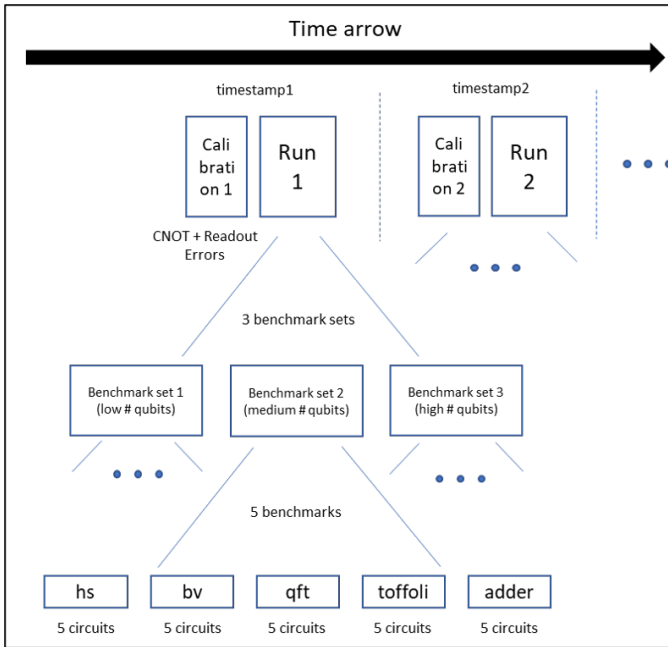 Time arrow
timestamp1
timestamp2
Cali
brati
on 1
Run
1
Cali
brati
on 2
Run
2
CNOT + Readout
Errors
3 benchmark sets
Benchmark set 1
(low # qubits)
Benchmark set 2
(medium # qubits)
Benchmark set 3
(high # qubits)
5 benchmarks
hs
bv
qft
toffoli
adder
5 circuits
5 circuits
5 circuits
5 circuits
5 circuits